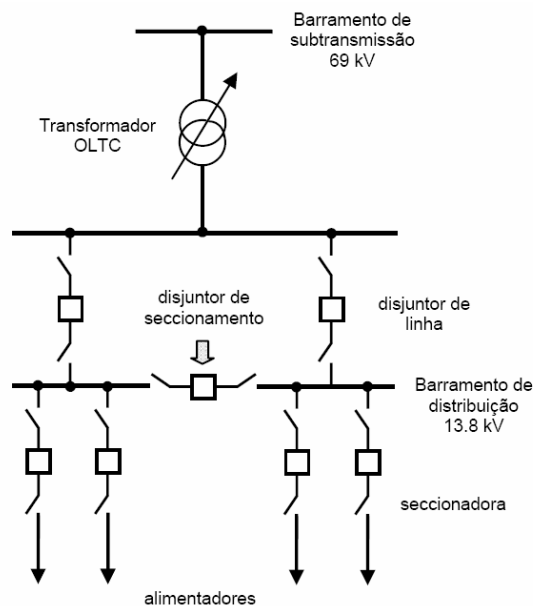 Barramento de
subtransmissão
69 kV
Transformador
OLTC
disjuntor de
seccionamento
disjuntor de
linha
Barramento de
distribuição
13.8 kV
seccionadora
alimentadores